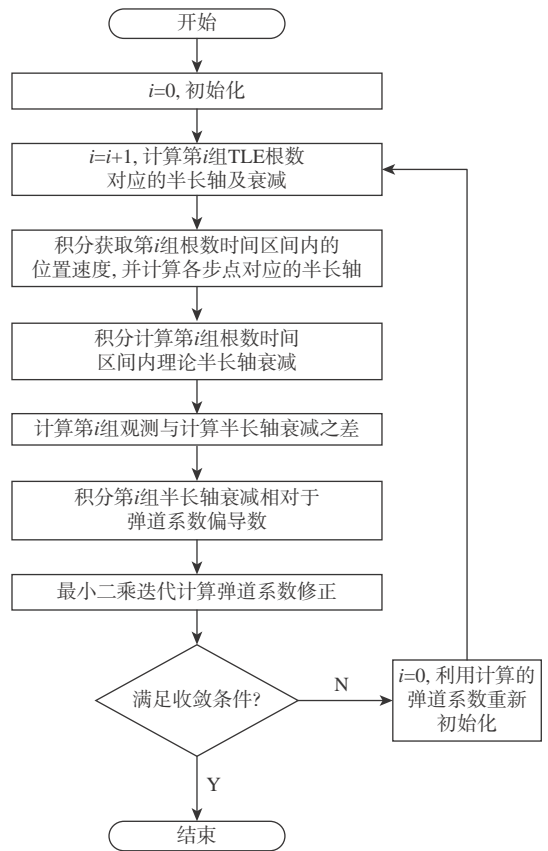 开始
i=0, 初始化
i=i+1, 计算第i组TLE根数
对应的半长轴及衰减
积分获取第i组根数时间区间内的
位置速度, 并计算各步点对应的半长轴
积分计算第i组根数时间
区间内理论半长轴衰减
计算第i组观测与计算半长轴衰减之差
积分第i组半长轴衰减相对于
弹道系数偏导数
最小二乘迭代计算弹道系数修正
满足收敛条件?
N
i=0, 利用计算的
弹道系数重新
初始化
Y
结束